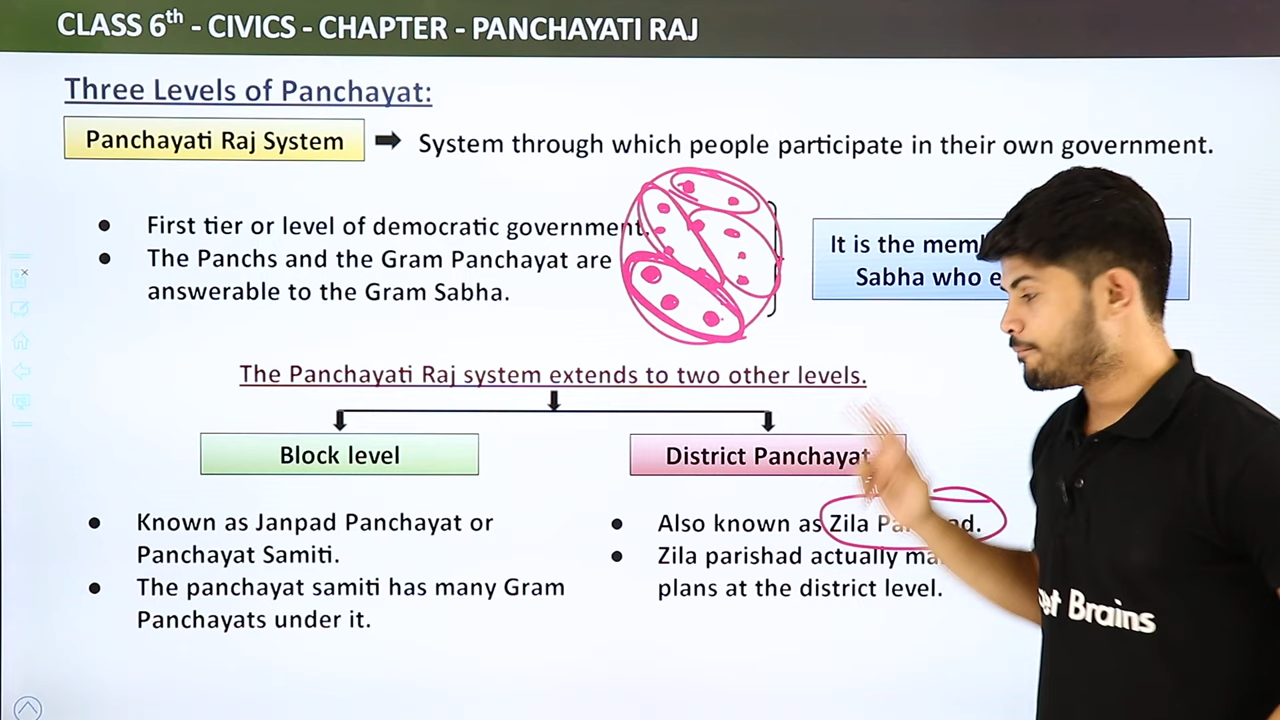 CLASS 6th - CIVICS - CHAPTER - PANCHAYATI RAJ
Three Levels of Panchayat:
Panchayati Raj System ➡ System through which people participate in their own government.
● First tier or level of democratic government.
● The Panchs and the Gram Panchayat are
answerable to the Gram Sabha.
It is the
Sabha who
The Panchayati Raj system extends to two other levels.
Block level
District Panchayat
● Known as Janpad Panchayat or
Panchayat Samiti.
● The panchayat samiti has many Gram
Panchayats under it.
● Also known as Zila
● Zila parishad actually
plans at the district level.
Brains